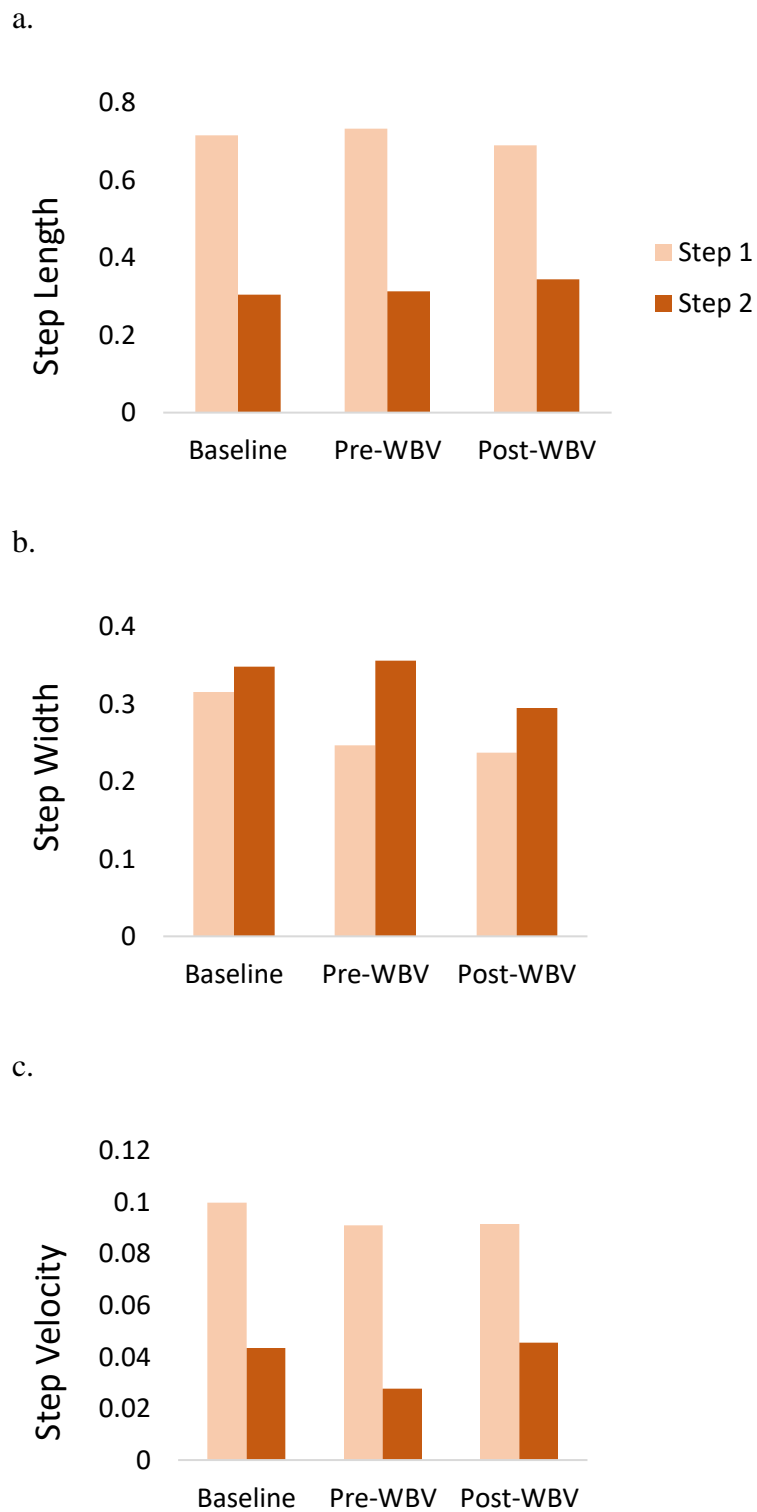 a.
0.8
0.6
0.4
0.2
0
Step Length
Baseline Pre-WBV Post-WBV
Step 1
Step 2
b.
0.4
0.3
0.2
0.1
0
Step Width
Baseline Pre-WBV Post-WBV
c.
0.12
0.1
0.08
0.06
0.04
0.02
0
Step Velocity
Baseline Pre-WBV Post-WBV